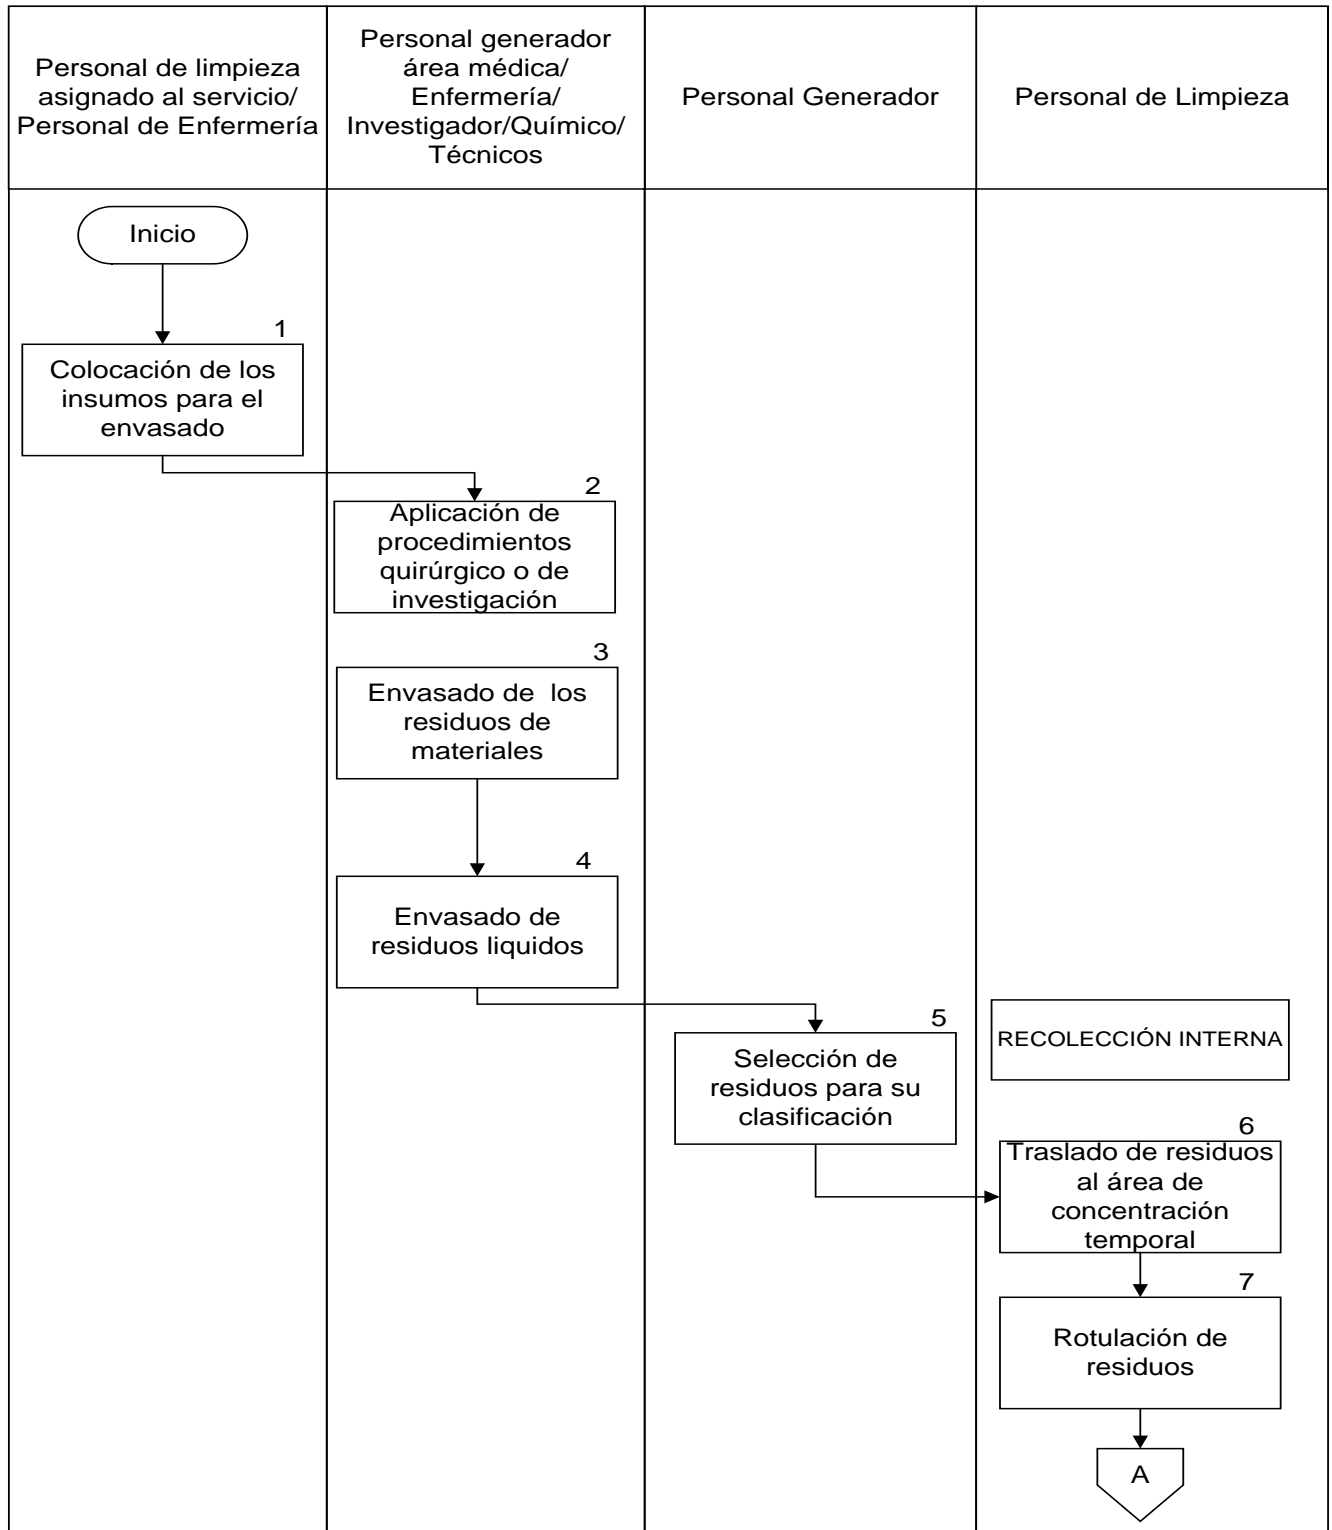 Personal de limpieza
asignado al servicio/
Personal de Enfermería
Personal generador
área médica/
Enfermería/
Investigador/Químico/
Técnicos
Personal Generador
Personal de Limpieza
Inicio
1
Colocación de los
insumos para el
envasado
2
Aplicación de
procedimientos
quirúrgico o de
investigación
3
Envasado de  los
residuos de
materiales
4
Envasado de
residuos liquidos
5
Selección de
residuos para su
clasificación
RECOLECCIÓN INTERNA
6
Traslado de residuos
al área de
concentración
temporal
7
Rotulación de
residuos
A